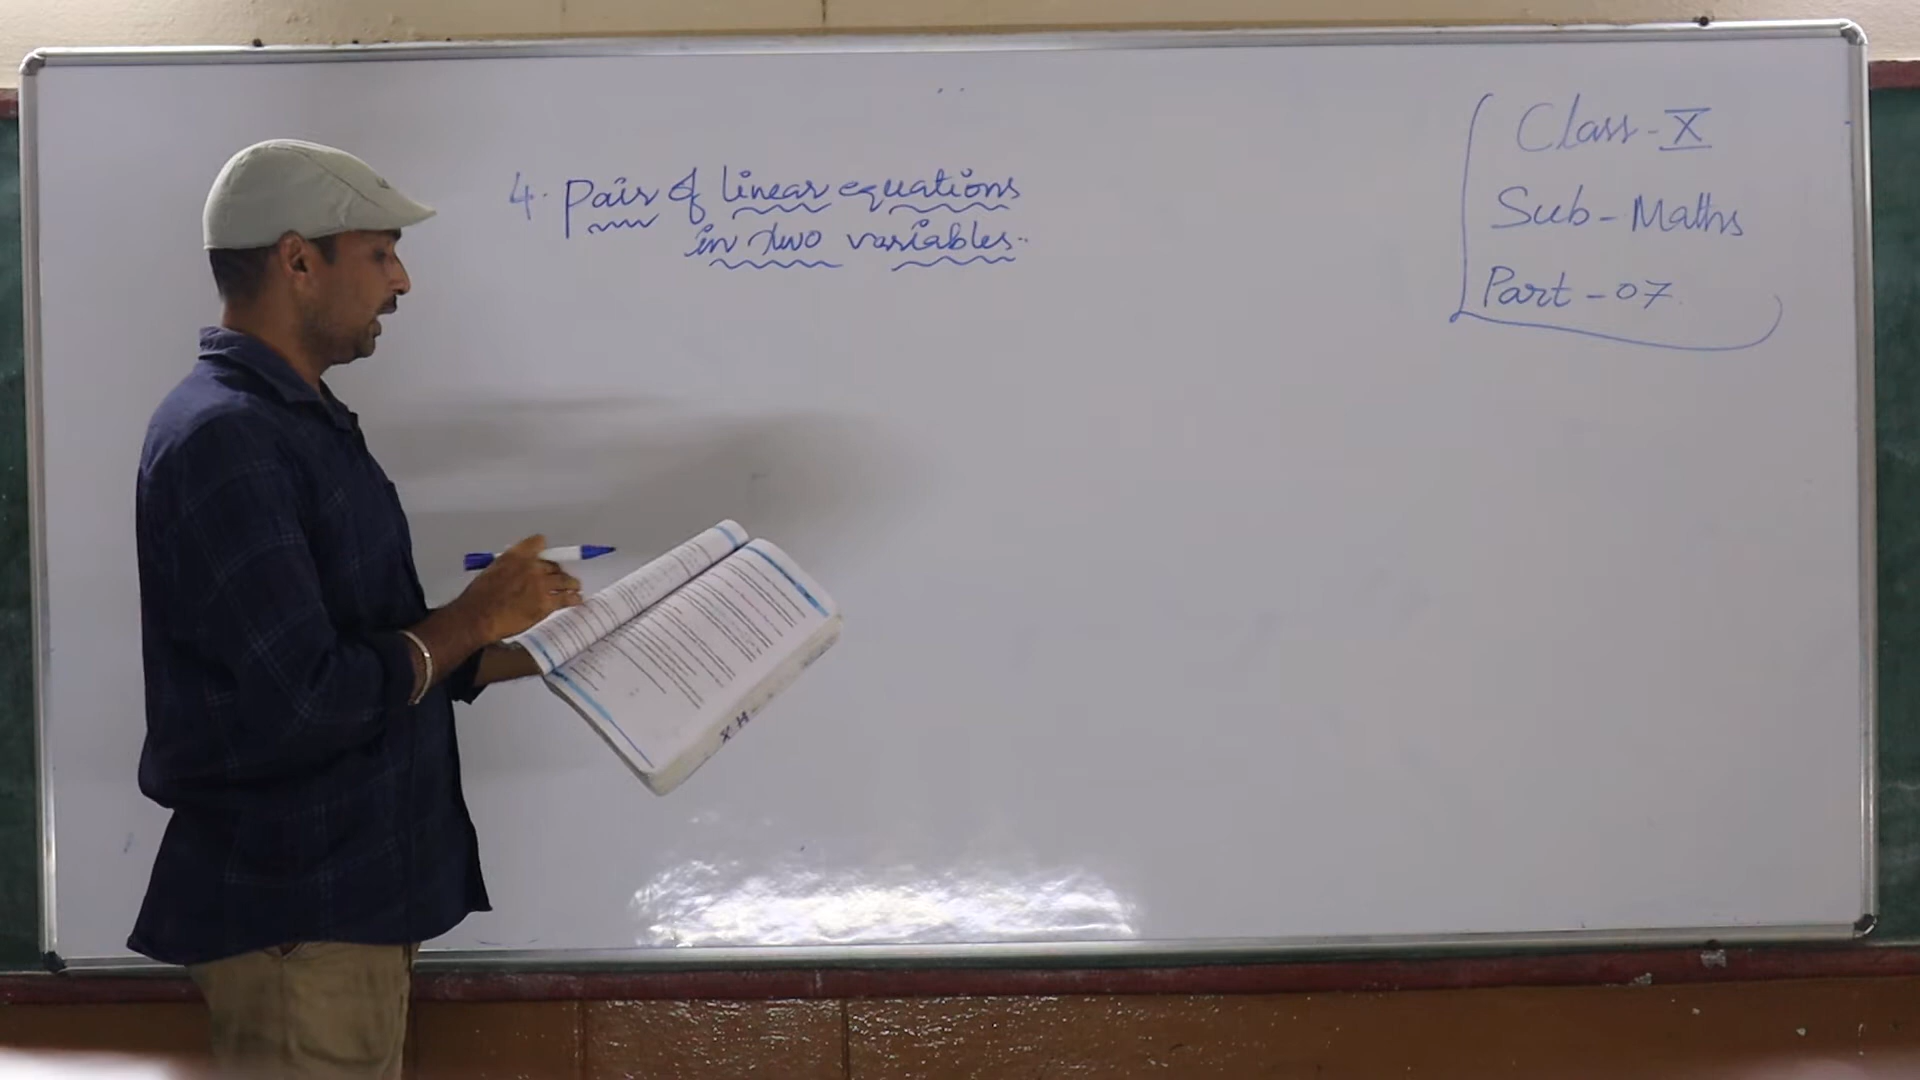 4. Pair of linear equations
in two variables..
Class - X
Sub - Maths
Part - 07
X H